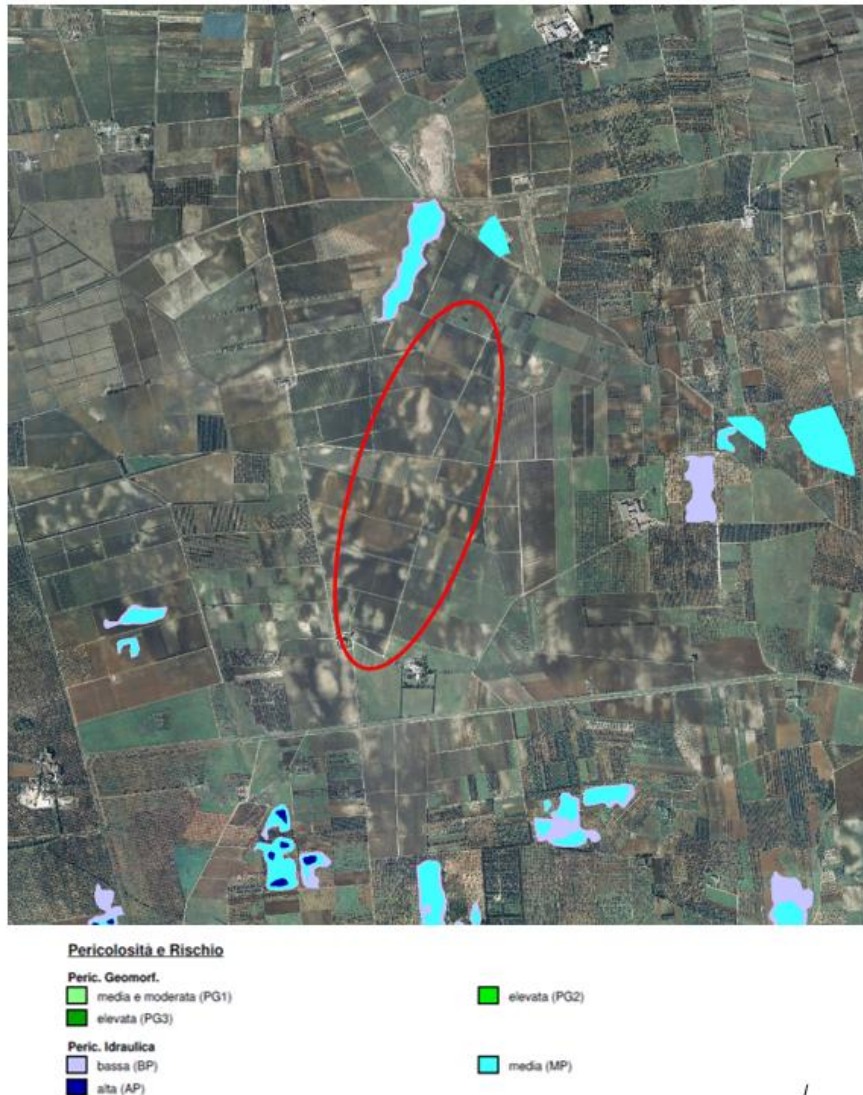 Pericolosità e Rischio
Peric. Geomorf.
media e moderata (PG1)
elevata (PG2)
elevata (PG3)
Peric. Idraulica
bassa (BP)
media (MP)
alta (AP)
/